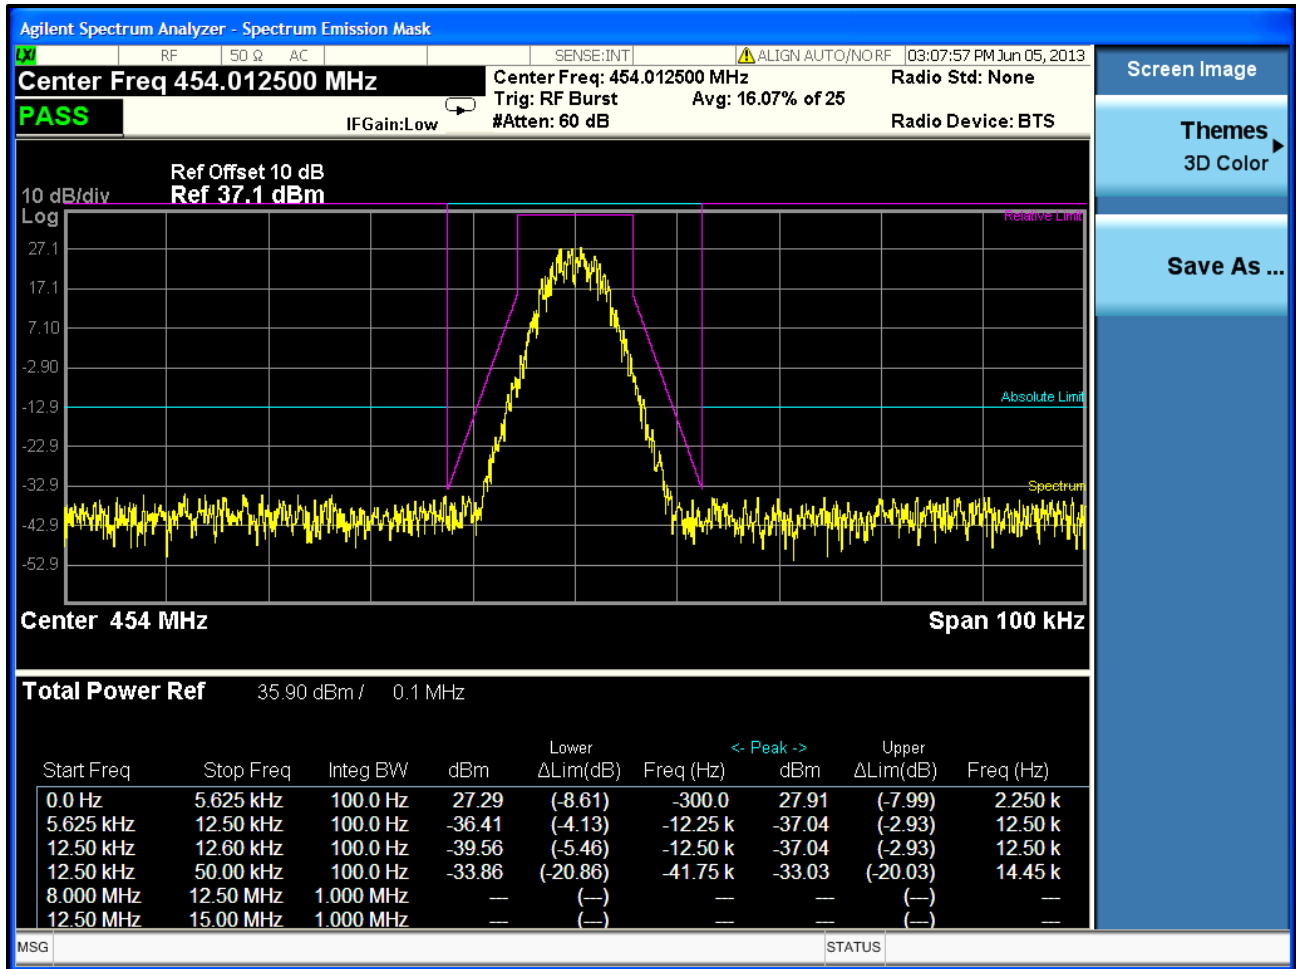 Agilent Spectrum Analyzer - Spectrum Emission Mask
LXI RF 50 Ω AC SENSE:INT ALIGN AUTO/NO RF 03:07:57 PM Jun 05, 2013
Center Freq 454.012500 MHz
Center Freq: 454.012500 MHz Radio Std: None
Trig: RF Burst Avg: 16.07% of 25
PASS
IFGain:Low #Atten: 60 dB Radio Device: BTS
Screen Image
Themes
3D Color
Save As ...
Ref Offset 10 dB
10 dB/div Ref 37.1 dBm
Log
Relative Limit
27.1
17.1
7.10
-2.90
Absolute Limit
-12.9
-22.9
-32.9
Spectrum
-42.9
-52.9
Center 454 MHz Span 100 kHz
Total Power Ref 35.90 dBm / 0.1 MHz
Lower <- Peak -> Upper
Start Freq Stop Freq Integ BW dBm ΔLim(dB) Freq (Hz) dBm ΔLim(dB) Freq (Hz)
0.0 Hz 5.625 kHz 100.0 Hz 27.29 (-8.61) -300.0 27.91 (-7.99) 2.250 k
5.625 kHz 12.50 kHz 100.0 Hz -36.41 (-4.13) -12.25 k -37.04 (-2.93) 12.50 k
12.50 kHz 12.60 kHz 100.0 Hz -39.56 (-5.46) -12.50 k -37.04 (-2.93) 12.50 k
12.50 kHz 50.00 kHz 100.0 Hz -33.86 (-20.86) -41.75 k -33.03 (-20.03) 14.45 k
8.000 MHz 12.50 MHz 1.000 MHz --- (---) --- --- (---) ---
12.50 MHz 15.00 MHz 1.000 MHz --- (---) --- --- (---) ---
MSG STATUS